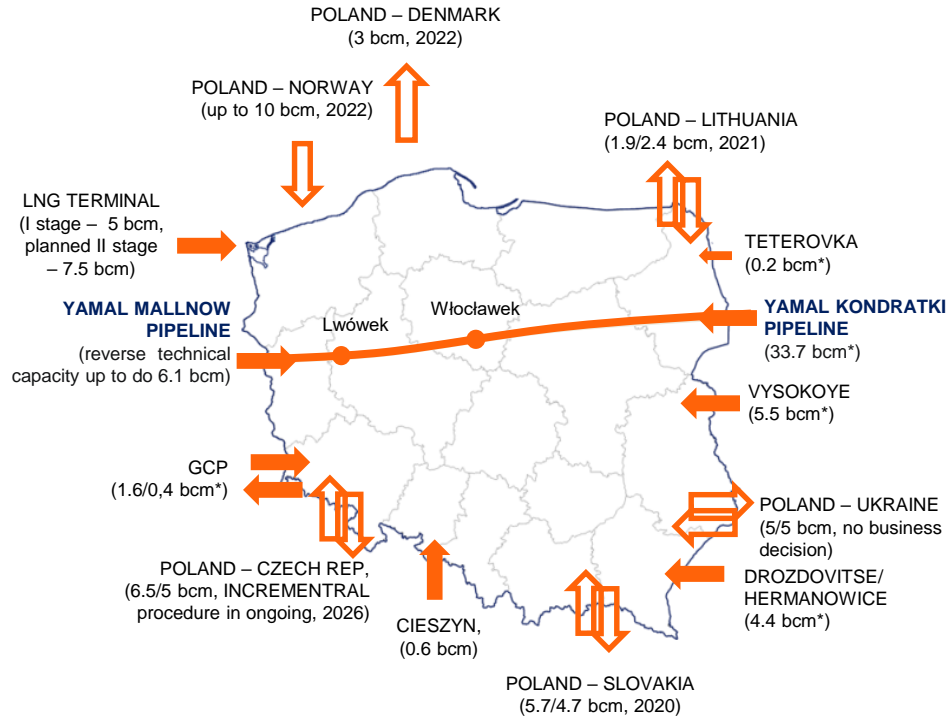 POLAND – DENMARK
(3 bcm, 2022)
POLAND – NORWAY
(up to 10 bcm, 2022)
POLAND – LITHUANIA
(1.9/2.4 bcm, 2021)
LNG TERMINAL
(I stage – 5 bcm,
planned II stage
– 7.5 bcm)
TETEROVKA
(0.2 bcm*)
YAMAL MALLNOW
PIPELINE
(reverse technical
capacity up to do 6.1 bcm)
Lwówek
Włocławek
YAMAL KONDRATKI
PIPELINE
(33.7 bcm*)
VYSOKOYE
(5.5 bcm*)
GCP
(1.6/0,4 bcm*)
POLAND – UKRAINE
(5/5 bcm, no business
decision)
POLAND – CZECH REP,
(6.5/5 bcm, INCREMENTRAL
procedure in ongoing, 2026)
CIESZYN,
(0.6 bcm)
DROZDOVITSE/
HERMANOWICE
(4.4 bcm*)
POLAND – SLOVAKIA
(5.7/4.7 bcm, 2020)